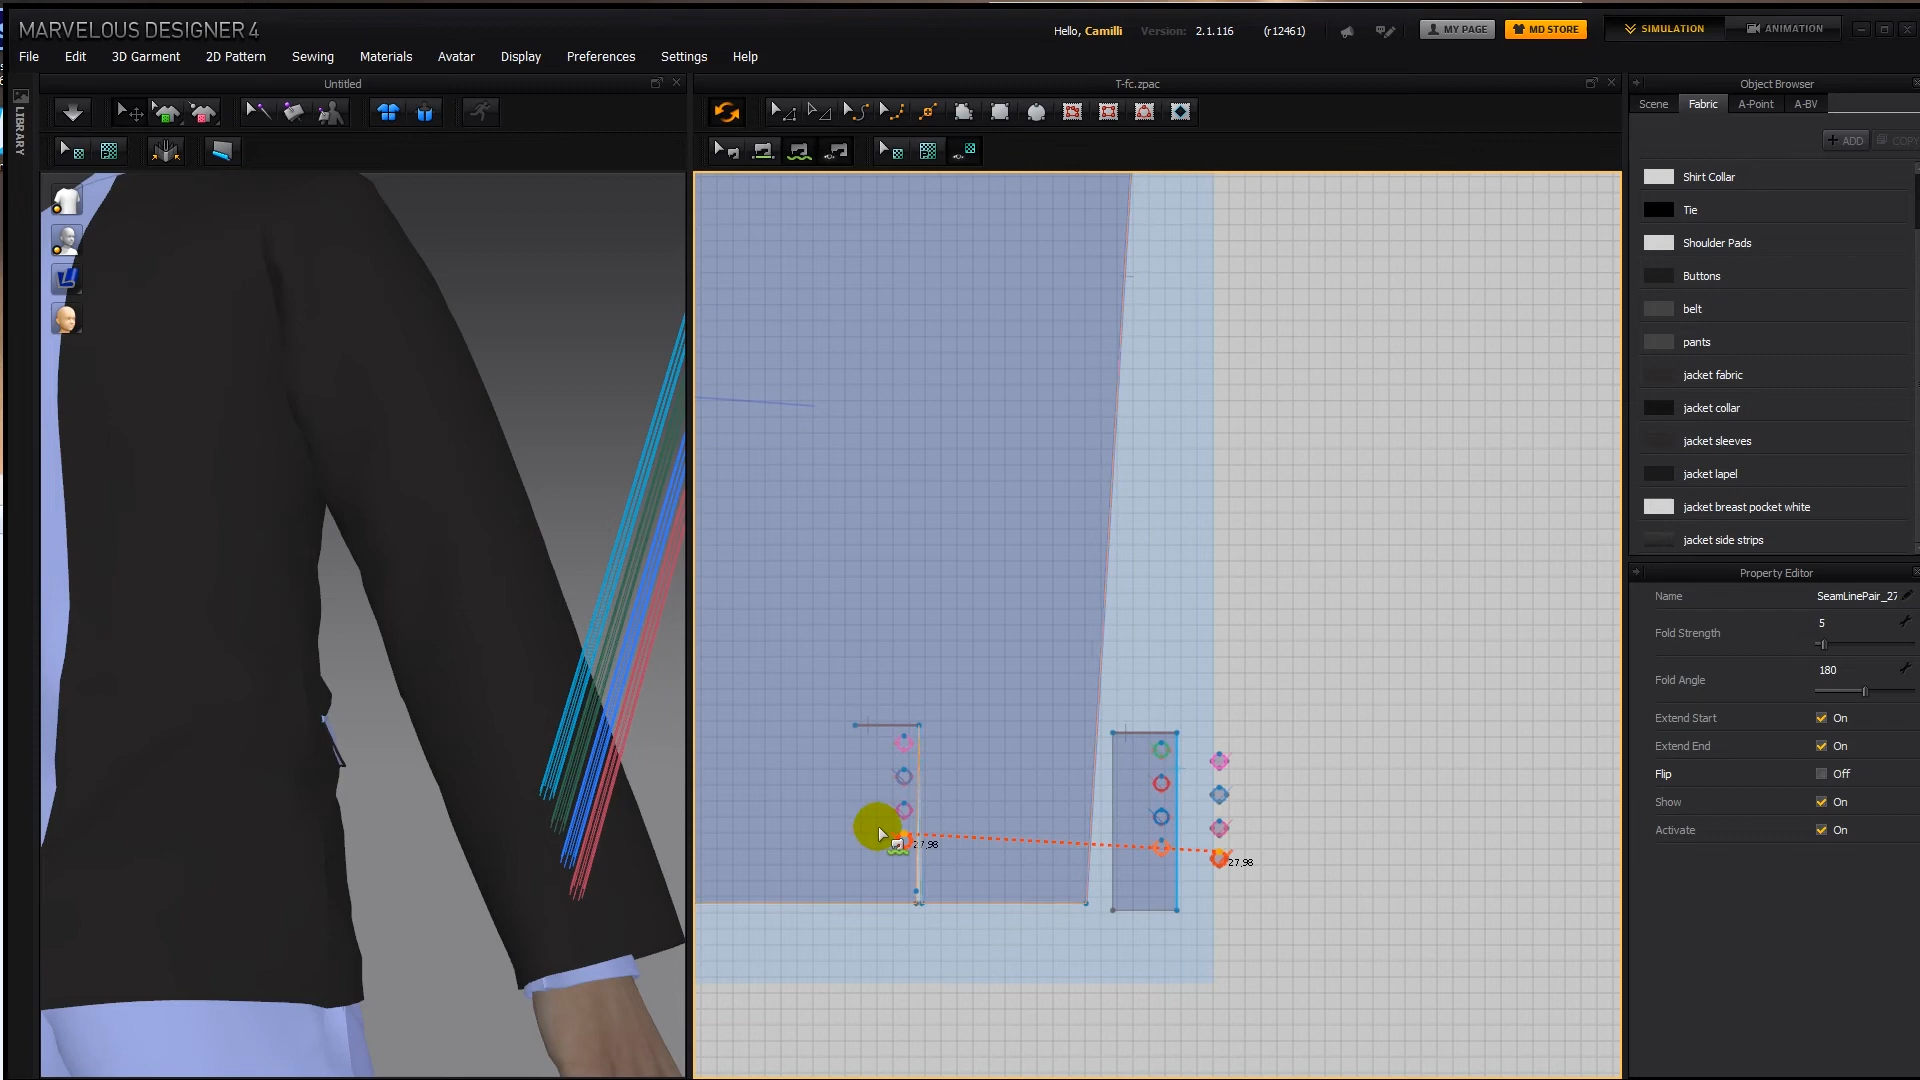 MARVELOUS DESIGNER 4
Hello, Camilli
Version: 2.1.116 (r12461)
MY PAGE
MD STORE
SIMULATION
ANIMATION
File Edit 3D Garment 2D Pattern Sewing Materials Avatar Display Preferences Settings Help
Untitled
T-fc.zpac
Object Browser
LIBRARY
Scene Fabric A-Point A-BV
+ ADD COPY
Shirt Collar
Tie
Shoulder Pads
Buttons
belt
pants
jacket fabric
jacket collar
jacket sleeves
jacket lapel
jacket breast pocket white
jacket side strips
Property Editor
Name SeamLinePair_27
Fold Strength 5
Fold Angle 180
Extend Start On
Extend End On
Flip Off
Show On
Activate On
27,98
27,98